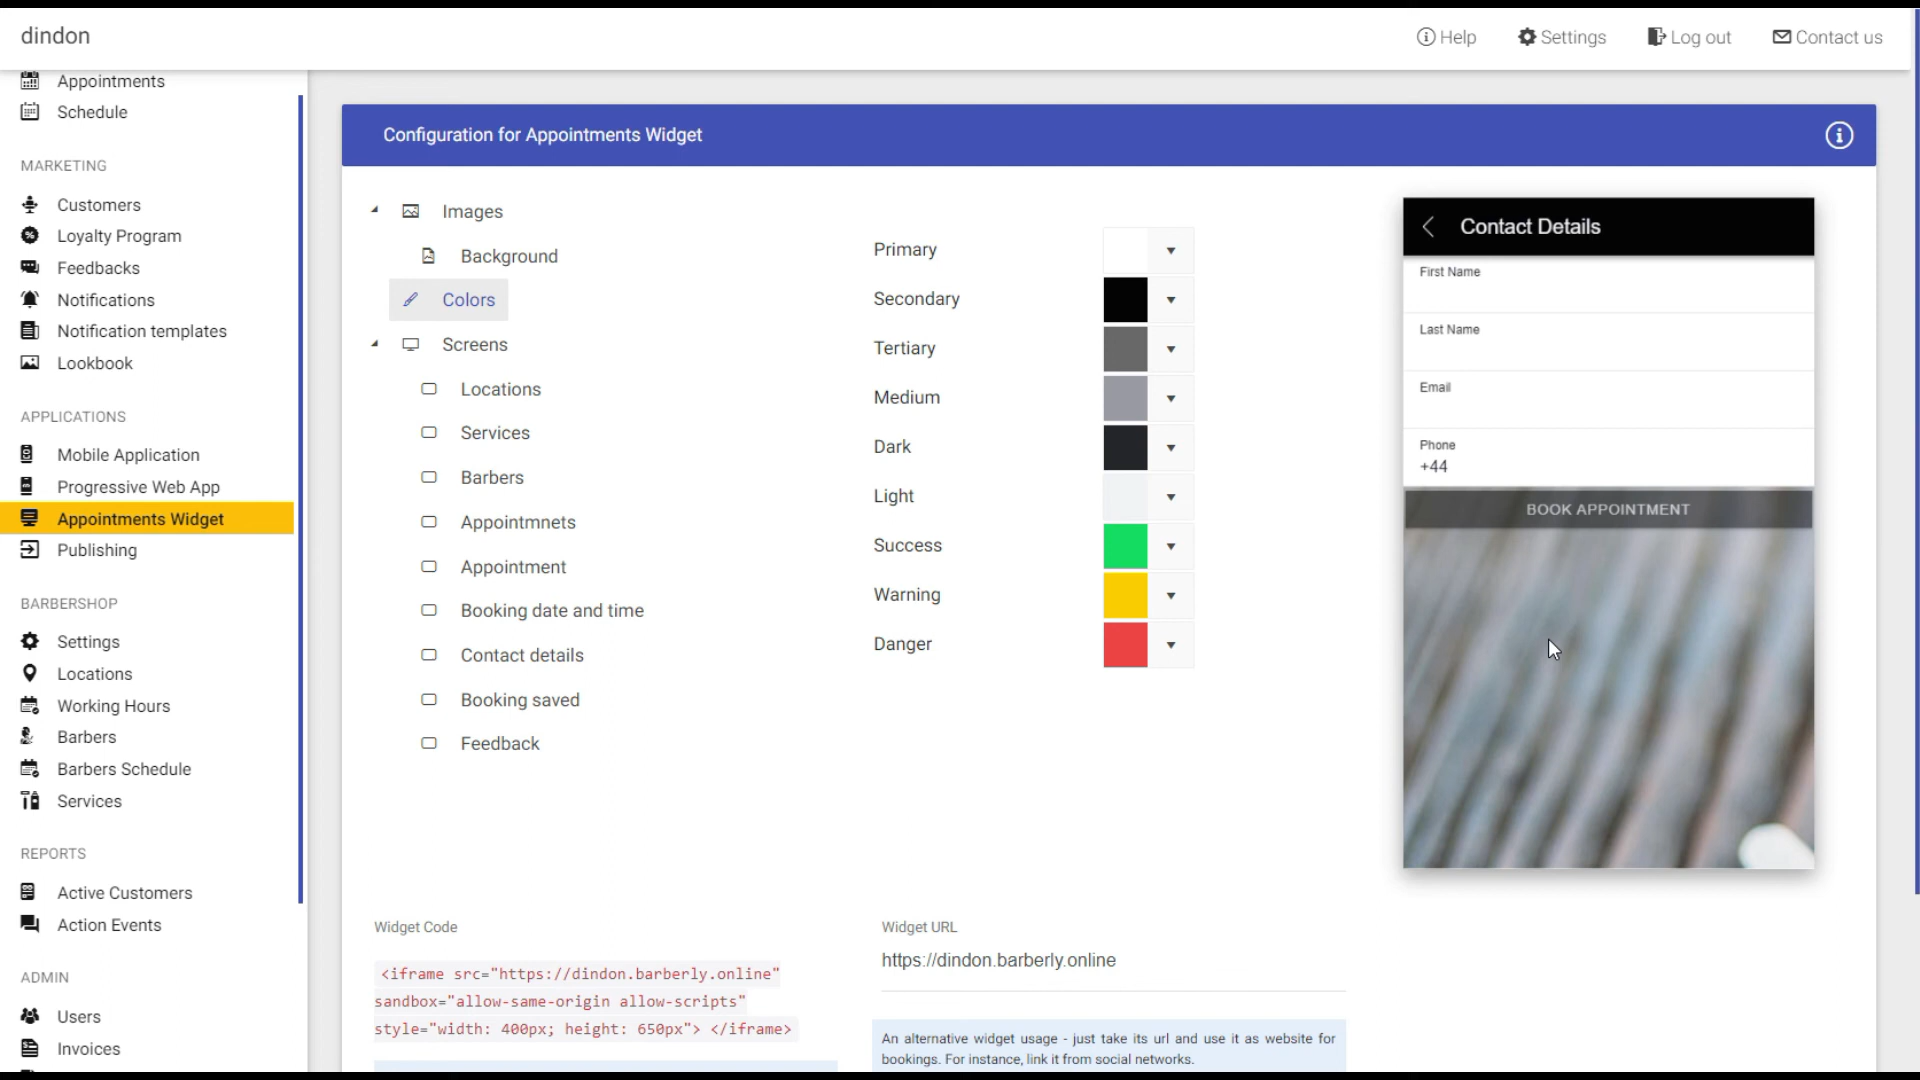 dindon
Help
Settings
Log out
Contact us
Appointments
Schedule
MARKETING
Customers
Loyalty Program
Feedbacks
Notifications
Notification templates
Lookbook
APPLICATIONS
Mobile Application
Progressive Web App
Appointments Widget
Publishing
BARBERSHOP
Settings
Locations
Working Hours
Barbers
Barbers Schedule
Services
REPORTS
Active Customers
Action Events
ADMIN
Users
Invoices
Configuration for Appointments Widget
Images
Background
Colors
Screens
Locations
Services
Barbers
Appointmnets
Appointment
Booking date and time
Contact details
Booking saved
Feedback
Primary
Secondary
Tertiary
Medium
Dark
Light
Success
Warning
Danger
Contact Details
First Name
Last Name
Email
Phone
+44
BOOK APPOINTMENT
Widget Code
<iframe src="https://dindon.barberly.online"
sandbox="allow-same-origin allow-scripts"
style="width: 400px; height: 650px"> </iframe>
Widget URL
https://dindon.barberly.online
An alternative widget usage - just take its url and use it as website for
bookings. For instance, link it from social networks.